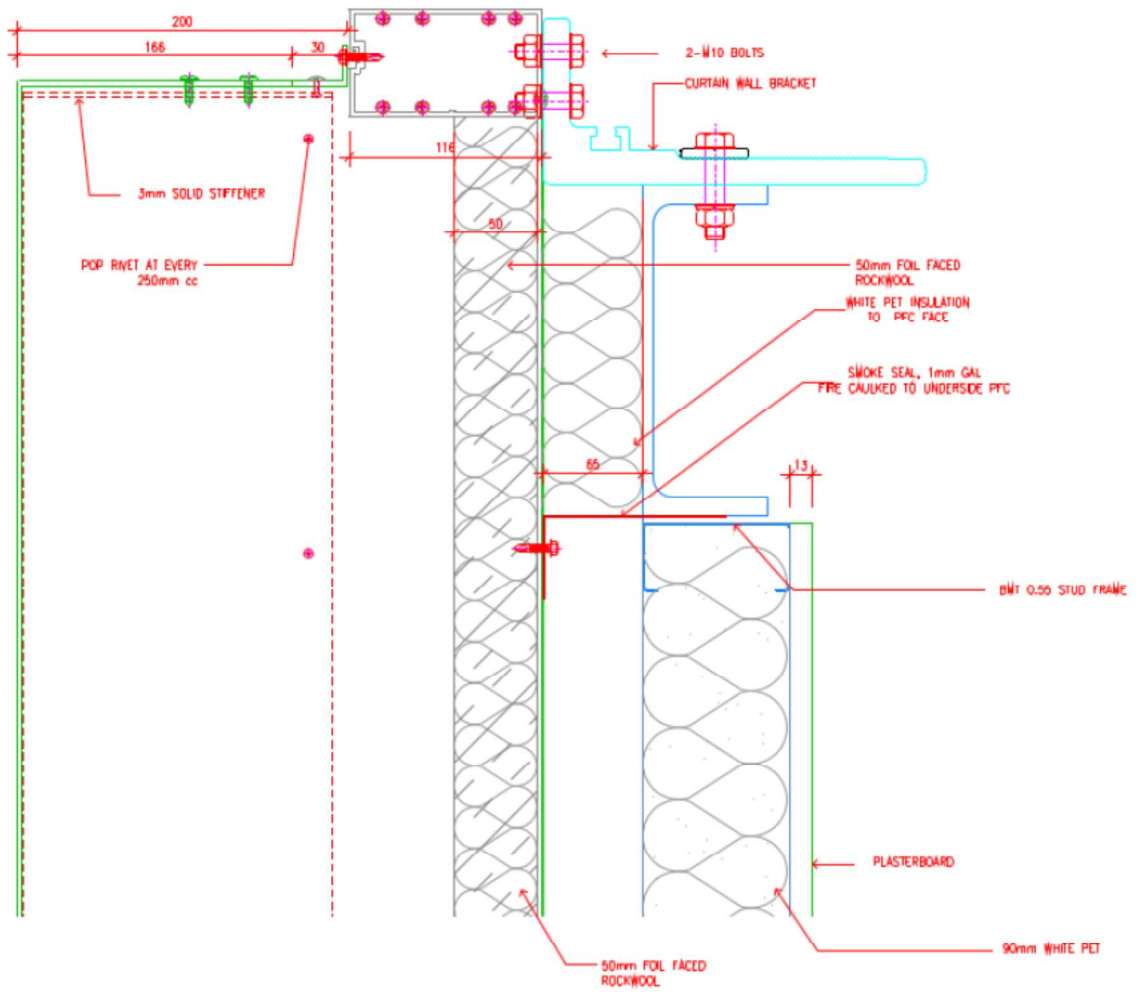 200
166
30
2-M10 BOLTS
CURTAIN WALL BRACKET
116
3mm SOLID STIFFENER
50
POP RIVET AT EVERY
250mm cc
50mm FOIL FACED
ROCKWOOL
WHITE PET INSULATION
TO PFC FACE
SMOKE SEAL, 1mm GAL
FIRE CAULKED TO UNDERSIDE PFC
65
13
BMT 0.55 STUD FRAME
PLASTERBOARD
90mm WHITE PET
50mm FOIL FACED
ROCKWOOL